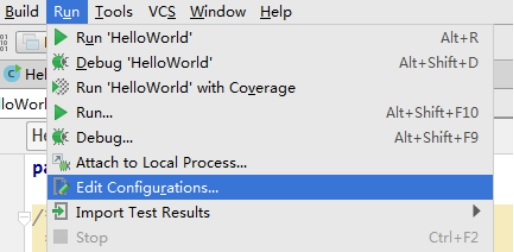 Build Run Tools VCS Window Help
Run 'HelloWorld' Alt+R
Debug 'HelloWorld' Alt+Shift+D
Run 'HelloWorld' with Coverage
Run... Alt+Shift+F10
Debug... Alt+Shift+F9
Attach to Local Process...
Edit Configurations...
Import Test Results
Stop Ctrl+F2
He
lloWorl
He
pa
/*